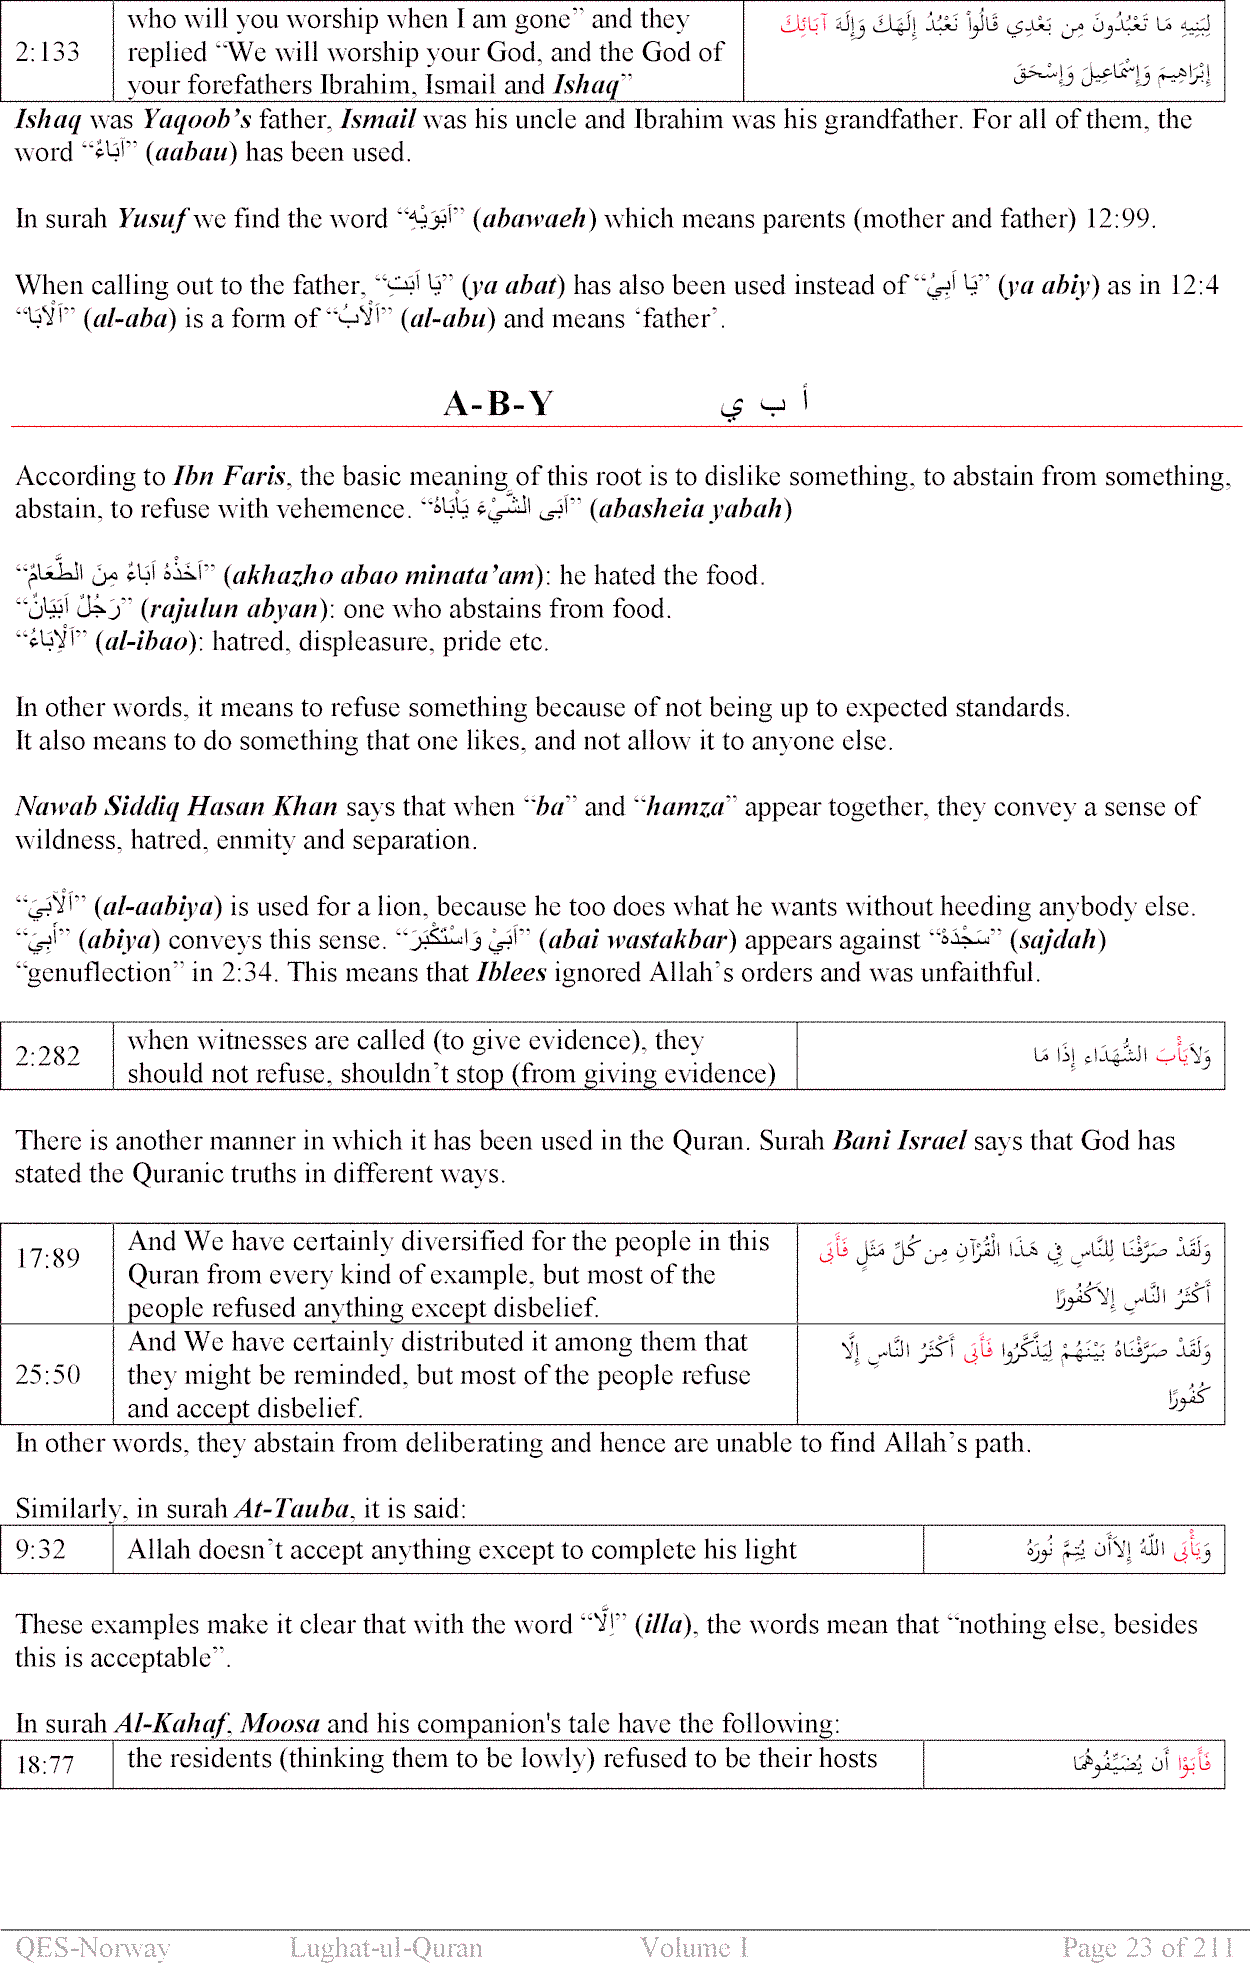 2:133
who will you worship when I am gone” and they
replied “We will worship your God, and the God of
your forefathers Ibrahim, Ismail and Ishaq”
لِبَنِيهِ مَا تَعْبُدُونَ مِن بَعْدِي قَالُواْ نَعْبُدُ إِلَهَكَ وَإِلَهَ آبَائِكَ
إِبْرَاهِيمَ وَإِسْمَاعِيلَ وَإِسْحَقَ
Ishaq was Yaqoob’s father, Ismail was his uncle and Ibrahim was his grandfather. For all of them, the
word “آبَاءٌ” (aabau) has been used.
In surah Yusuf we find the word “اَبَوَيْهِ” (abawaeh) which means parents (mother and father) 12:99.
When calling out to the father, “يَا اَبَتِ” (ya abat) has also been used instead of “يَا اَبِيْ” (ya abiy) as in 12:4
“اَلْاَبَا” (al-aba) is a form of “اَلْاَبُ” (al-abu) and means ‘father’.
A-B-Y أ ب ي
According to Ibn Faris, the basic meaning of this root is to dislike something, to abstain from something,
abstain, to refuse with vehemence. “اَبَى الشَّيْءَ يَأْبَاهُ” (abasheia yabah)
“اَخَذَهُ اَبَاءٌ مِنَ الطَّعَامِ” (akhazho abao minata’am): he hated the food.
“رَجُلٌ اَبَيَانٌ” (rajulun abyan): one who abstains from food.
“اَلْاِبَاءُ” (al-ibao): hatred, displeasure, pride etc.
In other words, it means to refuse something because of not being up to expected standards.
It also means to do something that one likes, and not allow it to anyone else.
Nawab Siddiq Hasan Khan says that when “ba” and “hamza” appear together, they convey a sense of
wildness, hatred, enmity and separation.
“اَلْآبِيَ” (al-aabiya) is used for a lion, because he too does what he wants without heeding anybody else.
“أَبِيَ” (abiya) conveys this sense. “اَبَيْ وَاسْتَكْبَرَ” (abai wastakbar) appears against “سَجْدَهْ” (sajdah)
“genuflection” in 2:34. This means that Iblees ignored Allah’s orders and was unfaithful.
2:282
when witnesses are called (to give evidence), they
should not refuse, shouldn’t stop (from giving evidence)
وَلاَيَأْبَ الشُّهَدَاء إِذَا مَا
There is another manner in which it has been used in the Quran. Surah Bani Israel says that God has
stated the Quranic truths in different ways.
17:89
And We have certainly diversified for the people in this
Quran from every kind of example, but most of the
people refused anything except disbelief.
وَلَقَدْ صَرَّفْنَا لِلنَّاسِ فِي هَذَا الْقُرْآنِ مِن كُلِّ مَثَلٍ فَأَبَى
أَكْثَرُ النَّاسِ إِلاَكُفُورًا
25:50
And We have certainly distributed it among them that
they might be reminded, but most of the people refuse
and accept disbelief.
وَلَقَدْ صَرَّفْنَاهُ بَيْنَهُمْ لِيَذَّكَّرُوا فَأَبَى أَكْثَرُ النَّاسِ إِلَّا
كُفُورًا
In other words, they abstain from deliberating and hence are unable to find Allah’s path.
Similarly, in surah At-Tauba, it is said:
9:32 Allah doesn’t accept anything except to complete his light وَيَأْبَى اللّهُ إِلاَأَن يُتِمَّ نُورَهُ
These examples make it clear that with the word “اِلَّا” (illa), the words mean that “nothing else, besides
this is acceptable”.
In surah Al-Kahaf, Moosa and his companion's tale have the following:
18:77 the residents (thinking them to be lowly) refused to be their hosts فَأَبَوْا أَن يُضَيِّفُوهُمَا
QES-Norway Lughat-ul-Quran Volume I Page 23 of 211